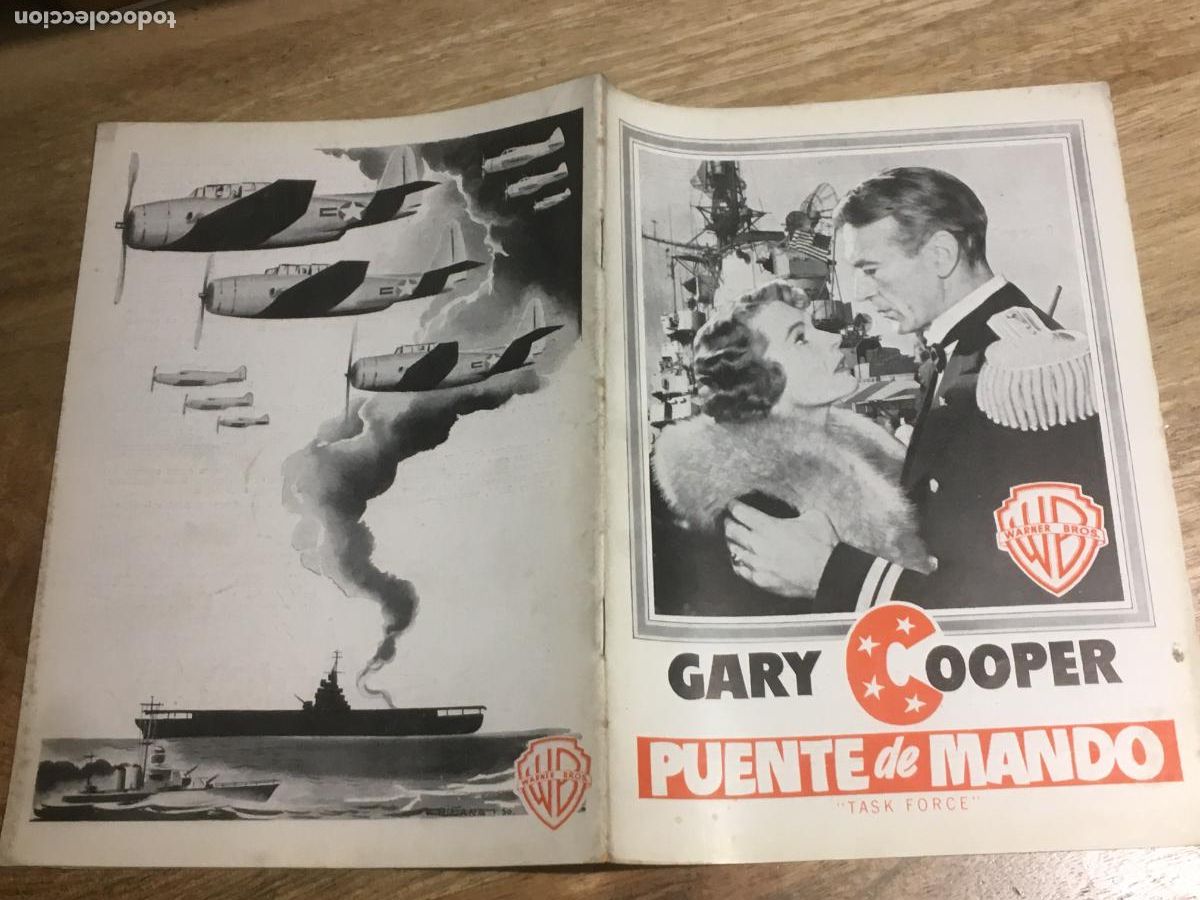 todocoleccion
WARNER BROS.
GARY COOPER
PUENTE de MANDO
"TASK FORCE"
WARNER BROS.